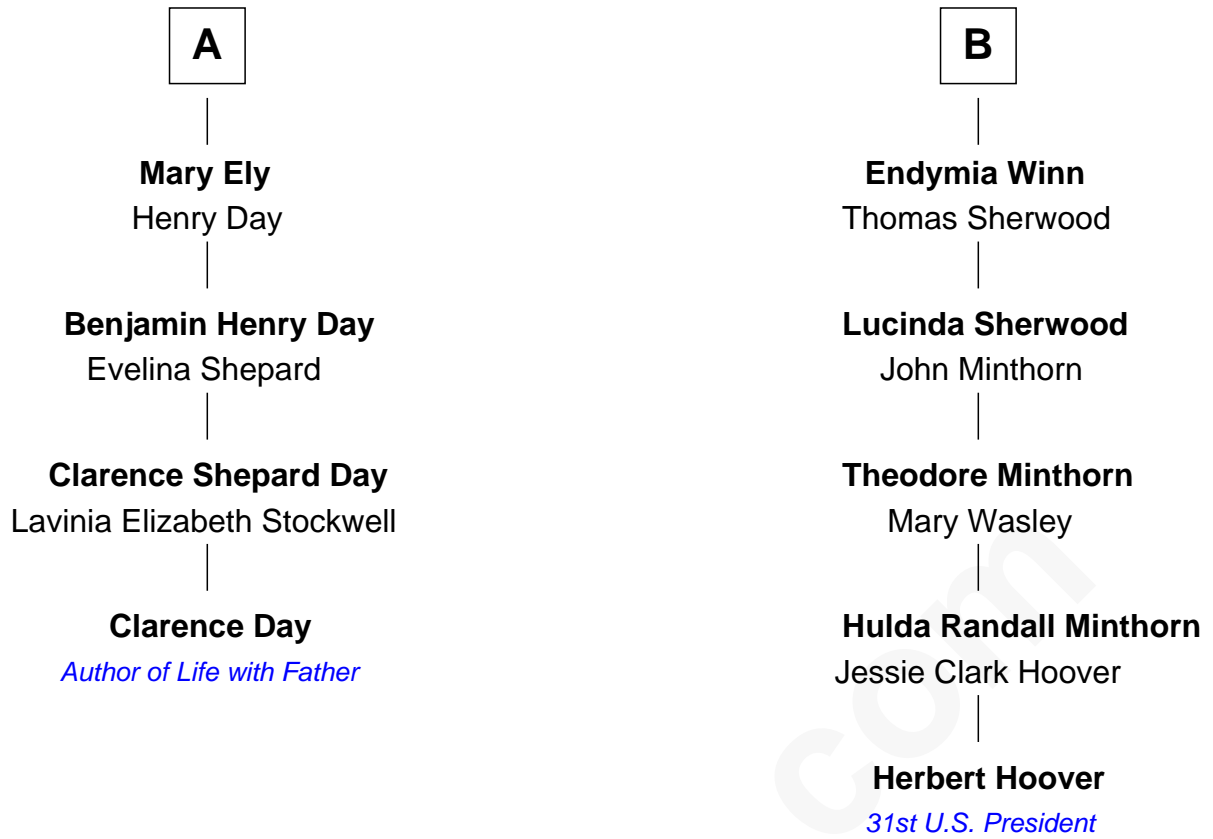 A
Mary Ely
Henry Day
Benjamin Henry Day
Evelina Shepard
Clarence Shepard Day
Lavinia Elizabeth Stockwell
Clarence Day
Author of Life with Father
B
Endymia Winn
Thomas Sherwood
Lucinda Sherwood
John Minthorn
Theodore Minthorn
Mary Wasley
Hulda Randall Minthorn
Jessie Clark Hoover
Herbert Hoover
31st U.S. President
com